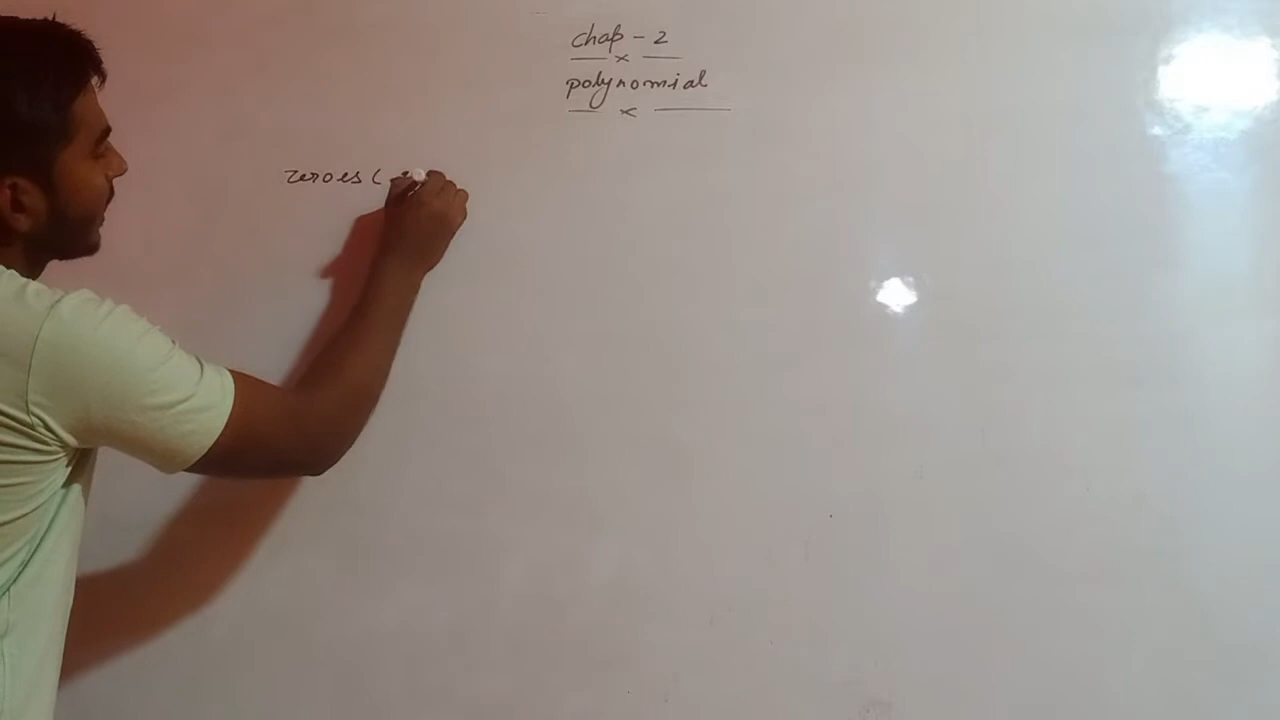 chap - 2
polynomial
zeroes (